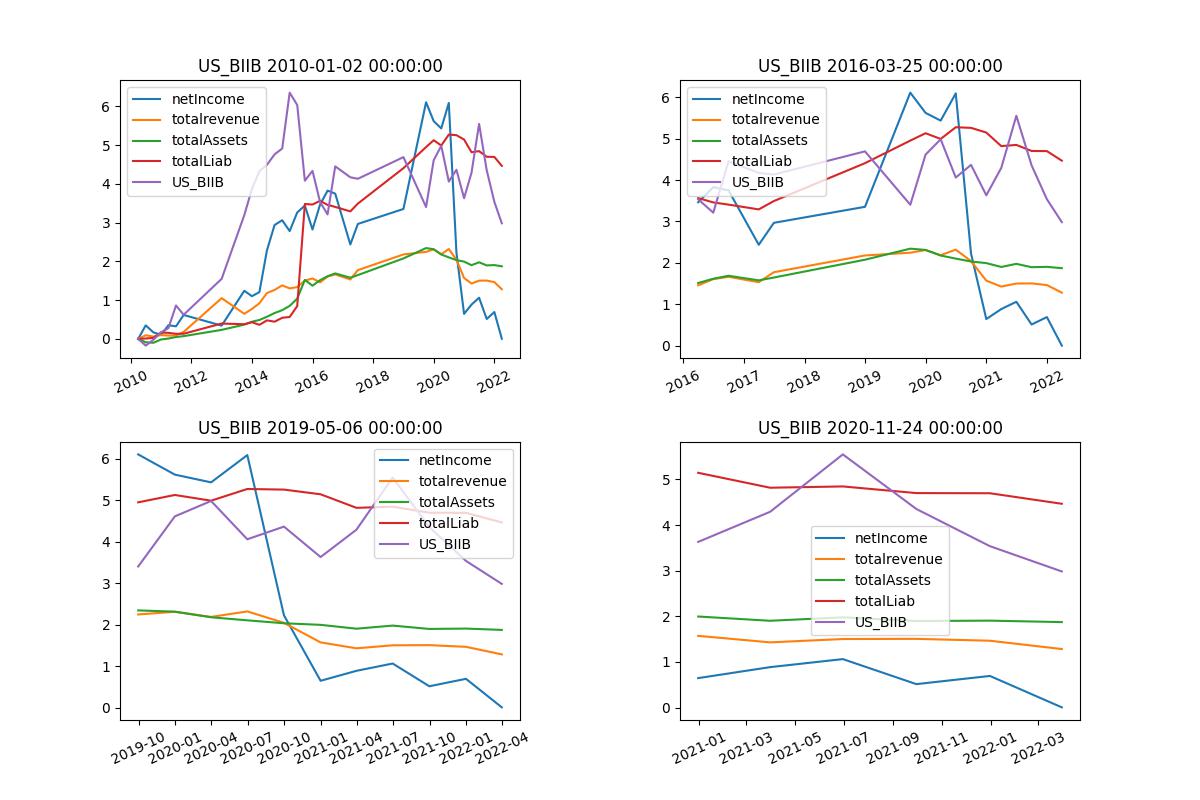 US_BIIB 2010-01-02 00:00:00
netIncome
totalrevenue
totalAssets
totalLiab
US_BIIB
6
5
4
3
2
1
0
2010 2012 2014 2016 2018 2020 2022
US_BIIB 2016-03-25 00:00:00
netIncome
totalrevenue
totalAssets
totalLiab
US_BIIB
6
5
4
3
2
1
0
2016 2017 2018 2019 2020 2021 2022
US_BIIB 2019-05-06 00:00:00
netIncome
totalrevenue
totalAssets
totalLiab
US_BIIB
6
5
4
3
2
1
0
2019-10 2020-01 2020-04 2020-07 2020-10 2021-01 2021-04 2021-07 2021-10 2022-01 2022-04
US_BIIB 2020-11-24 00:00:00
netIncome
totalrevenue
totalAssets
totalLiab
US_BIIB
5
4
3
2
1
0
2021-01 2021-03 2021-05 2021-07 2021-09 2021-11 2022-01 2022-03